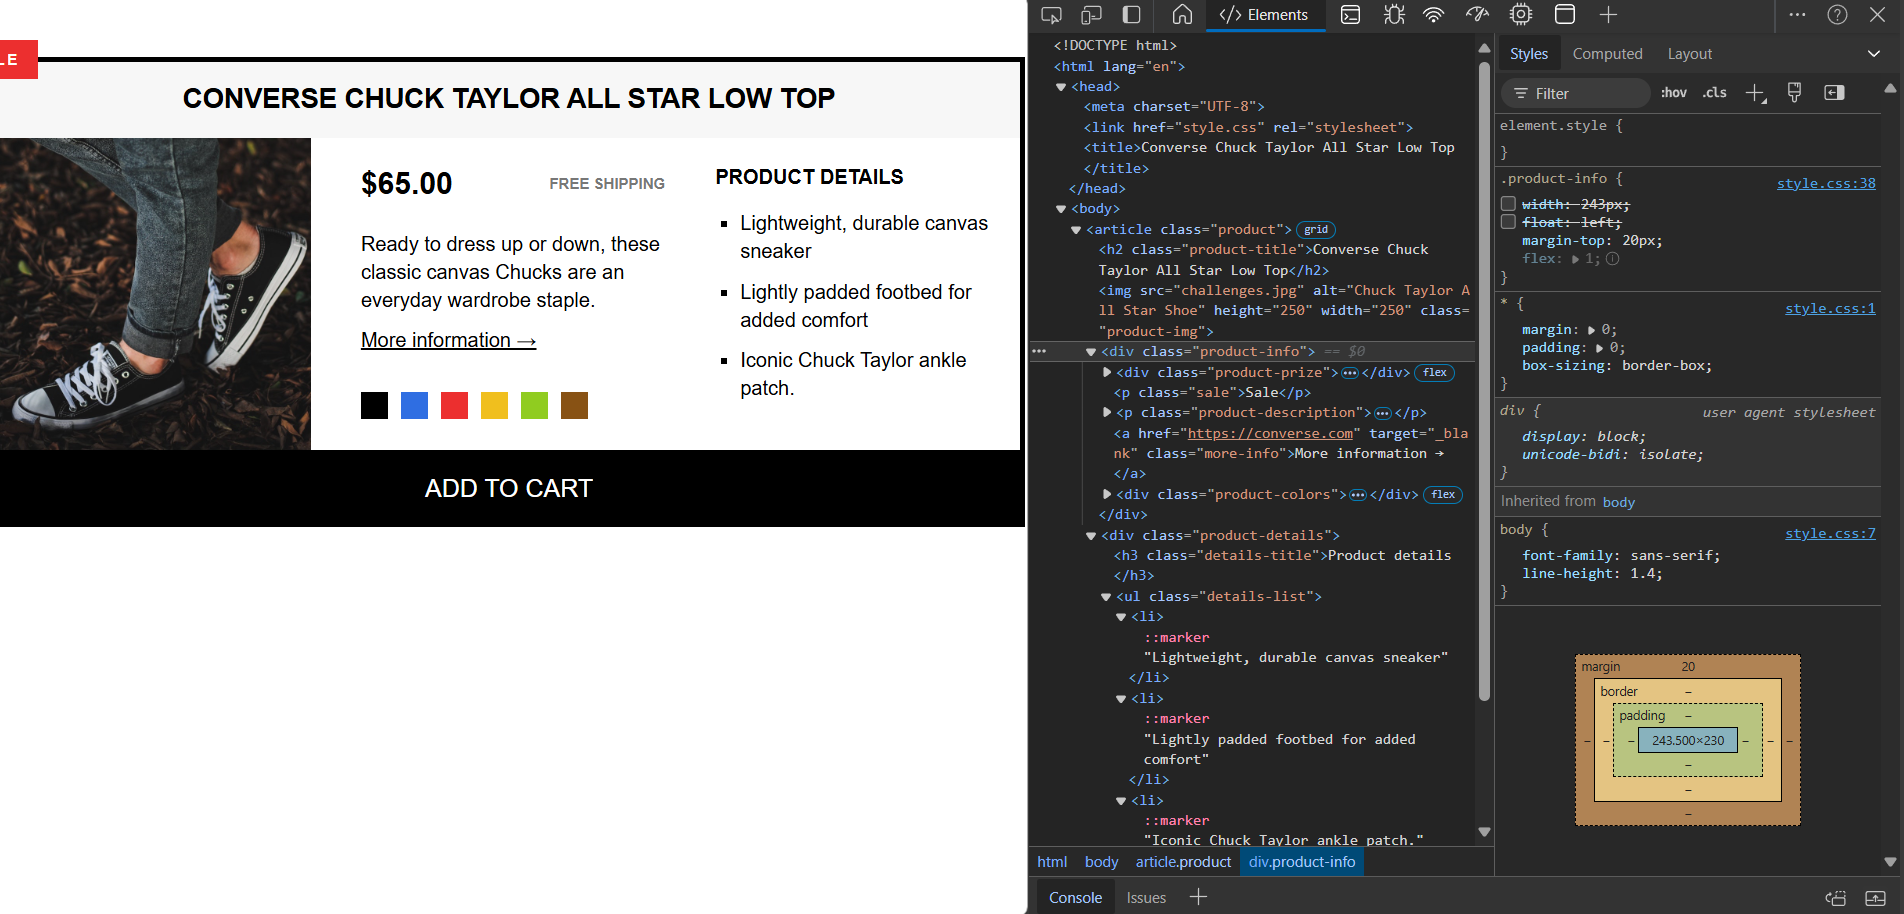 LE
CONVERSE CHUCK TAYLOR ALL STAR LOW TOP
$65.00
FREE SHIPPING
Ready to dress up or down, these
classic canvas Chucks are an
everyday wardrobe staple.
More information →
PRODUCT DETAILS
▪ Lightweight, durable canvas
sneaker
▪ Lightly padded footbed for
added comfort
▪ Iconic Chuck Taylor ankle
patch.
ADD TO CART
</> Elements
<!DOCTYPE html>
<html lang="en">
▼<head>
<meta charset="UTF-8">
<link href="style.css" rel="stylesheet">
<title>Converse Chuck Taylor All Star Low Top
</title>
</head>
▼<body>
▼<article class="product"> grid
<h2 class="product-title">Converse Chuck
Taylor All Star Low Top</h2>
<img src="challenges.jpg" alt="Chuck Taylor A
ll Star Shoe" height="250" width="250" class=
"product-img">
••• ▼<div class="product-info"> == $0
▶<div class="product-prize">•••</div> flex
<p class="sale">Sale</p>
▶<p class="product-description">•••</p>
<a href="https://converse.com" target="_bla
nk" class="more-info">More information →
</a>
▶<div class="product-colors">•••</div> flex
</div>
▼<div class="product-details">
<h3 class="details-title">Product details
</h3>
▼<ul class="details-list">
▼<li>
::marker
"Lightweight, durable canvas sneaker"
</li>
▼<li>
::marker
"Lightly padded footbed for added
comfort"
</li>
▼<li>
::marker
"Iconic Chuck Taylor ankle patch."
html body article.product div.product-info
Console Issues
Styles Computed Layout
Filter :hov .cls
element.style {
}
.product-info { style.css:38
width: 243px;
float: left;
margin-top: 20px;
flex: ▶ 1;
}
* { style.css:1
margin: ▶ 0;
padding: ▶ 0;
box-sizing: border-box;
}
div { user agent stylesheet
display: block;
unicode-bidi: isolate;
}
Inherited from body
body { style.css:7
font-family: sans-serif;
line-height: 1.4;
}
margin 20
border –
padding –
– – – 243.500×230 – – –
–
–
–